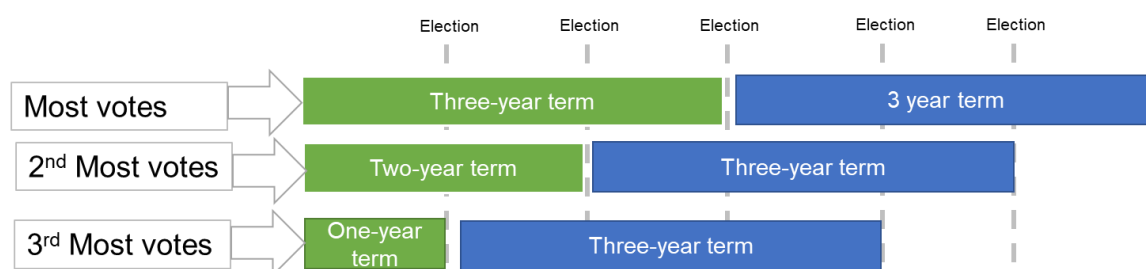 Election Election Election Election Election
Most votes Three-year term 3 year term
2nd Most votes Two-year term Three-year term
3rd Most votes One-year term Three-year term